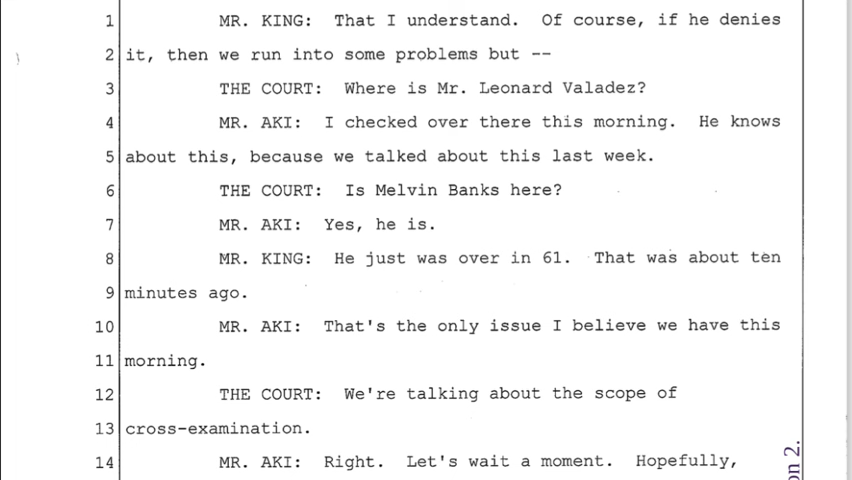 1 MR. KING: That I understand. Of course, if he denies
2 it, then we run into some problems but --
3 THE COURT: Where is Mr. Leonard Valadez?
4 MR. AKI: I checked over there this morning. He knows
5 about this, because we talked about this last week.
6 THE COURT: Is Melvin Banks here?
7 MR. AKI: Yes, he is.
8 MR. KING: He just was over in 61. That was about ten
9 minutes ago.
10 MR. AKI: That's the only issue I believe we have this
11 morning.
12 THE COURT: We're talking about the scope of
13 cross-examination.
14 MR. AKI: Right. Let's wait a moment. Hopefully,
on 2.